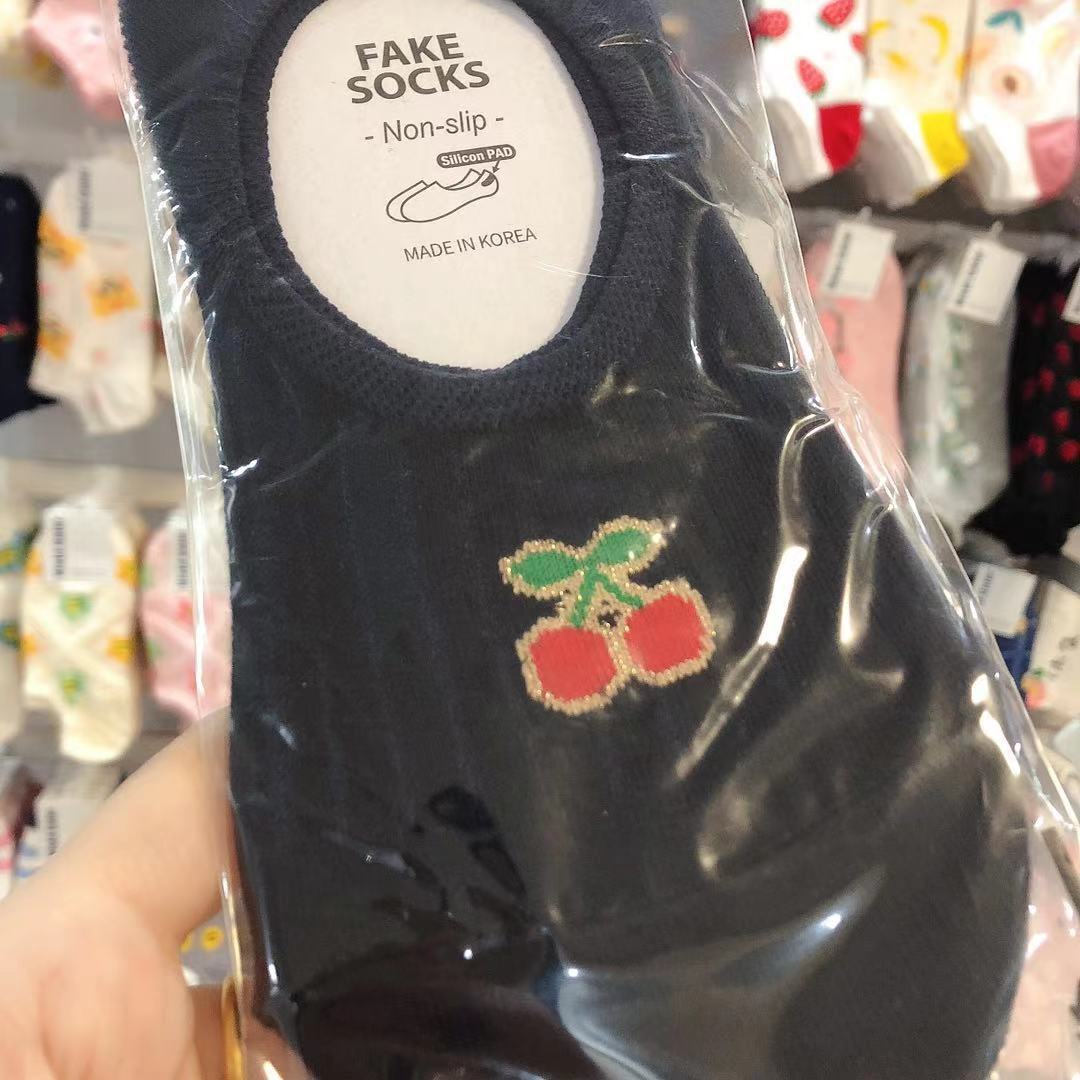 FAKE
SOCKS
- Non-slip -
Silicon PAD
MADE IN KOREA